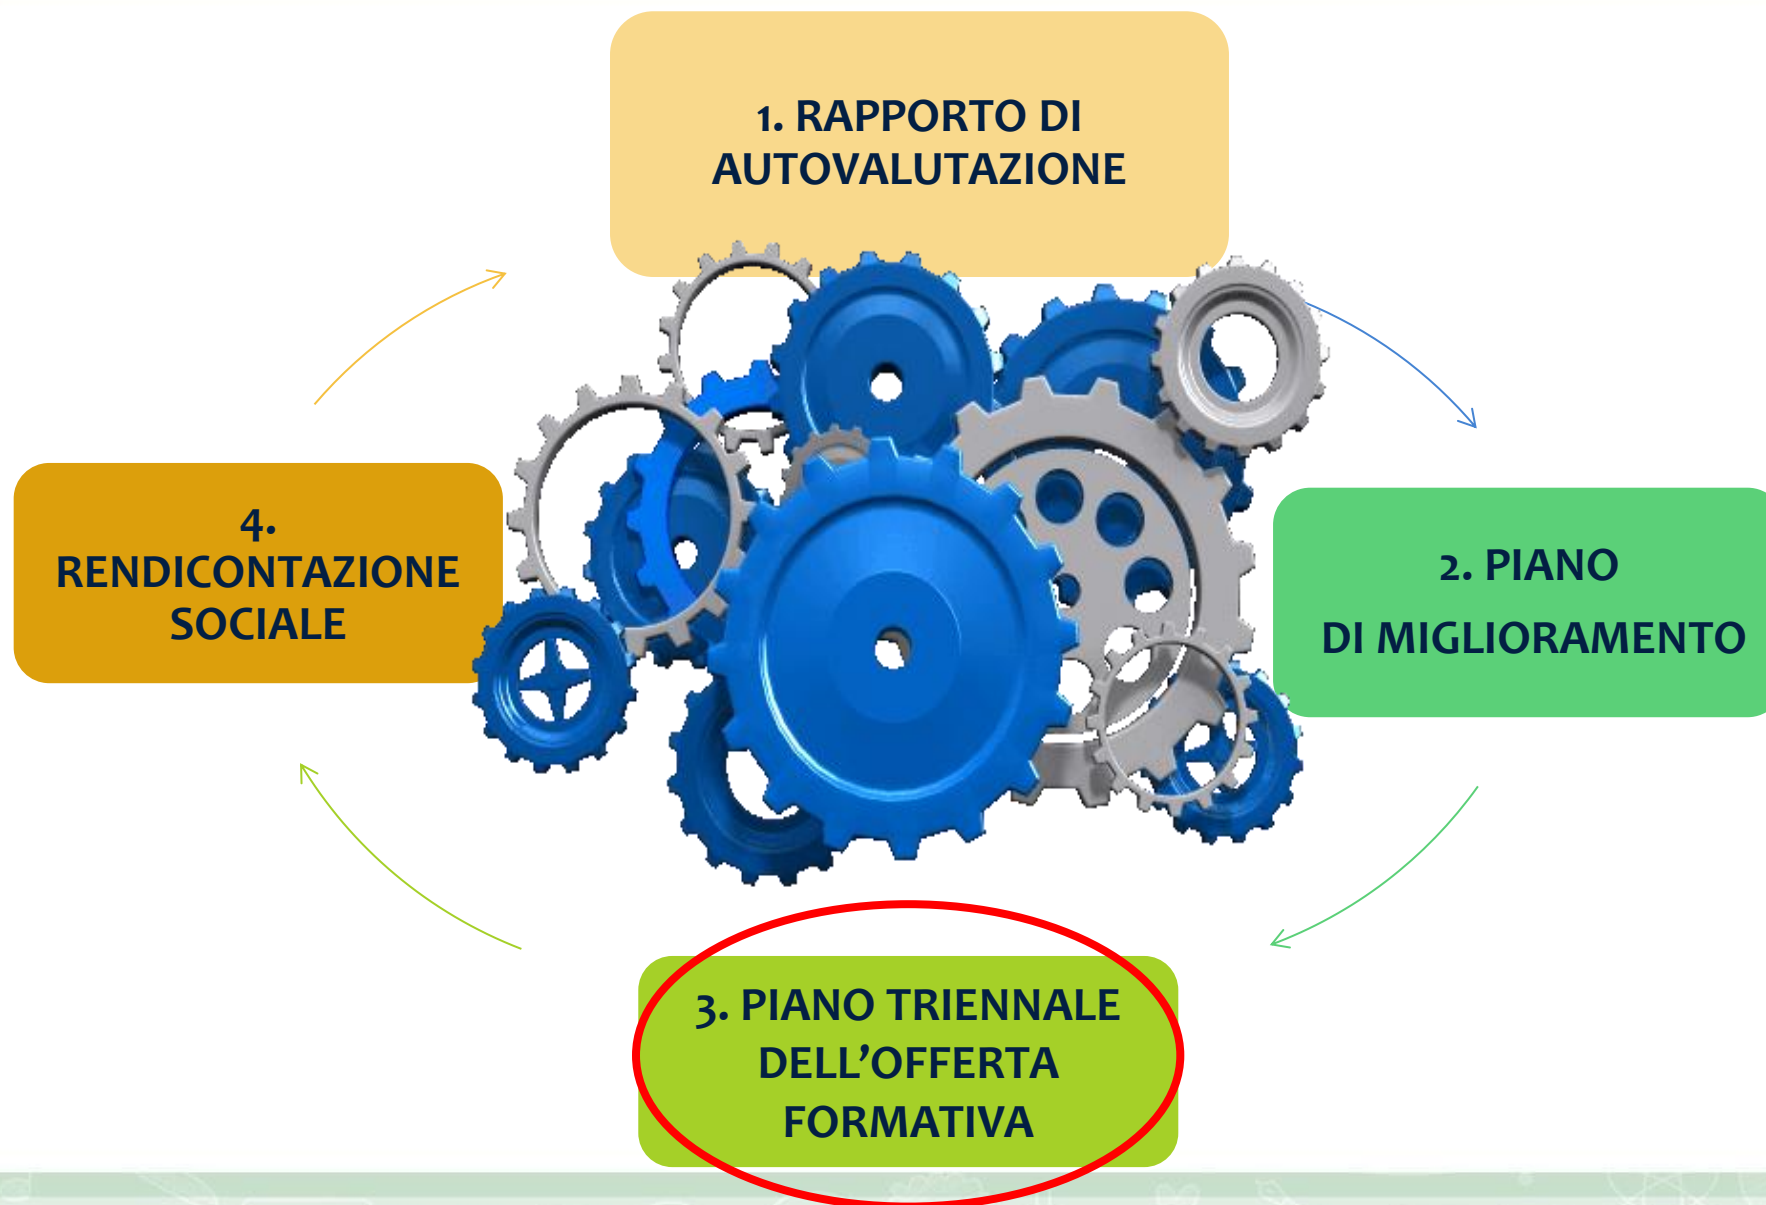 1. RAPPORTO DI
AUTOVALUTAZIONE
4.
RENDICONTAZIONE
SOCIALE
2. PIANO
DI MIGLIORAMENTO
3. PIANO TRIENNALE
DELL’OFFERTA
FORMATIVA